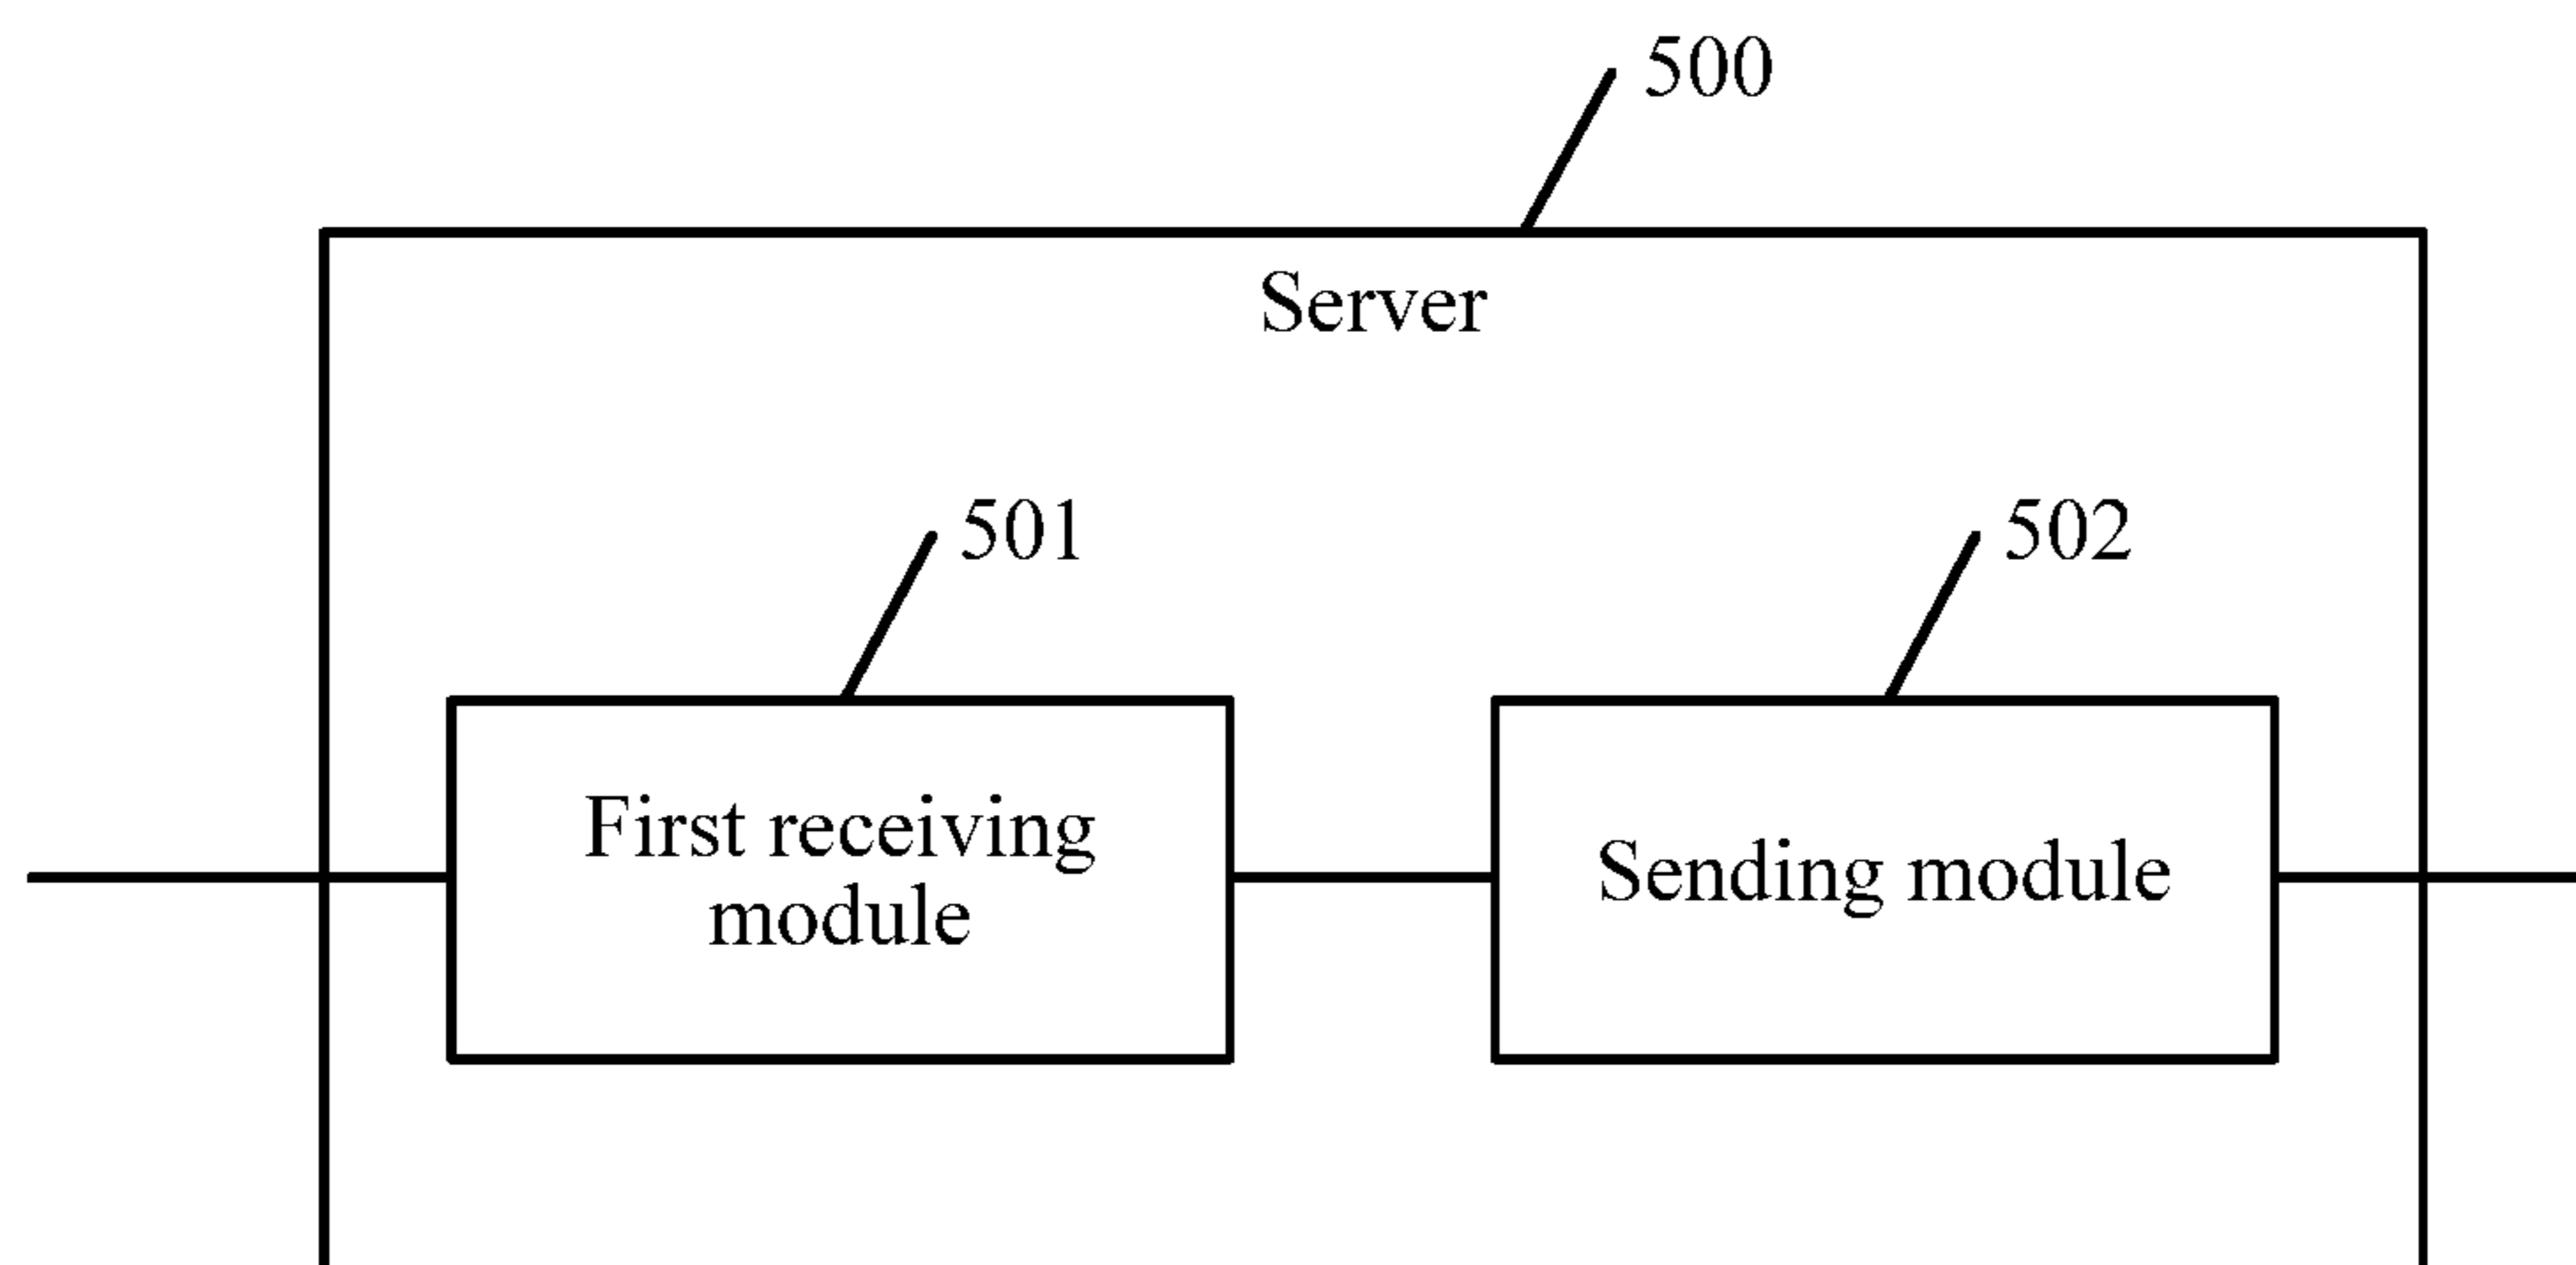 500
Server
501
502
First receiving
module
Sending module